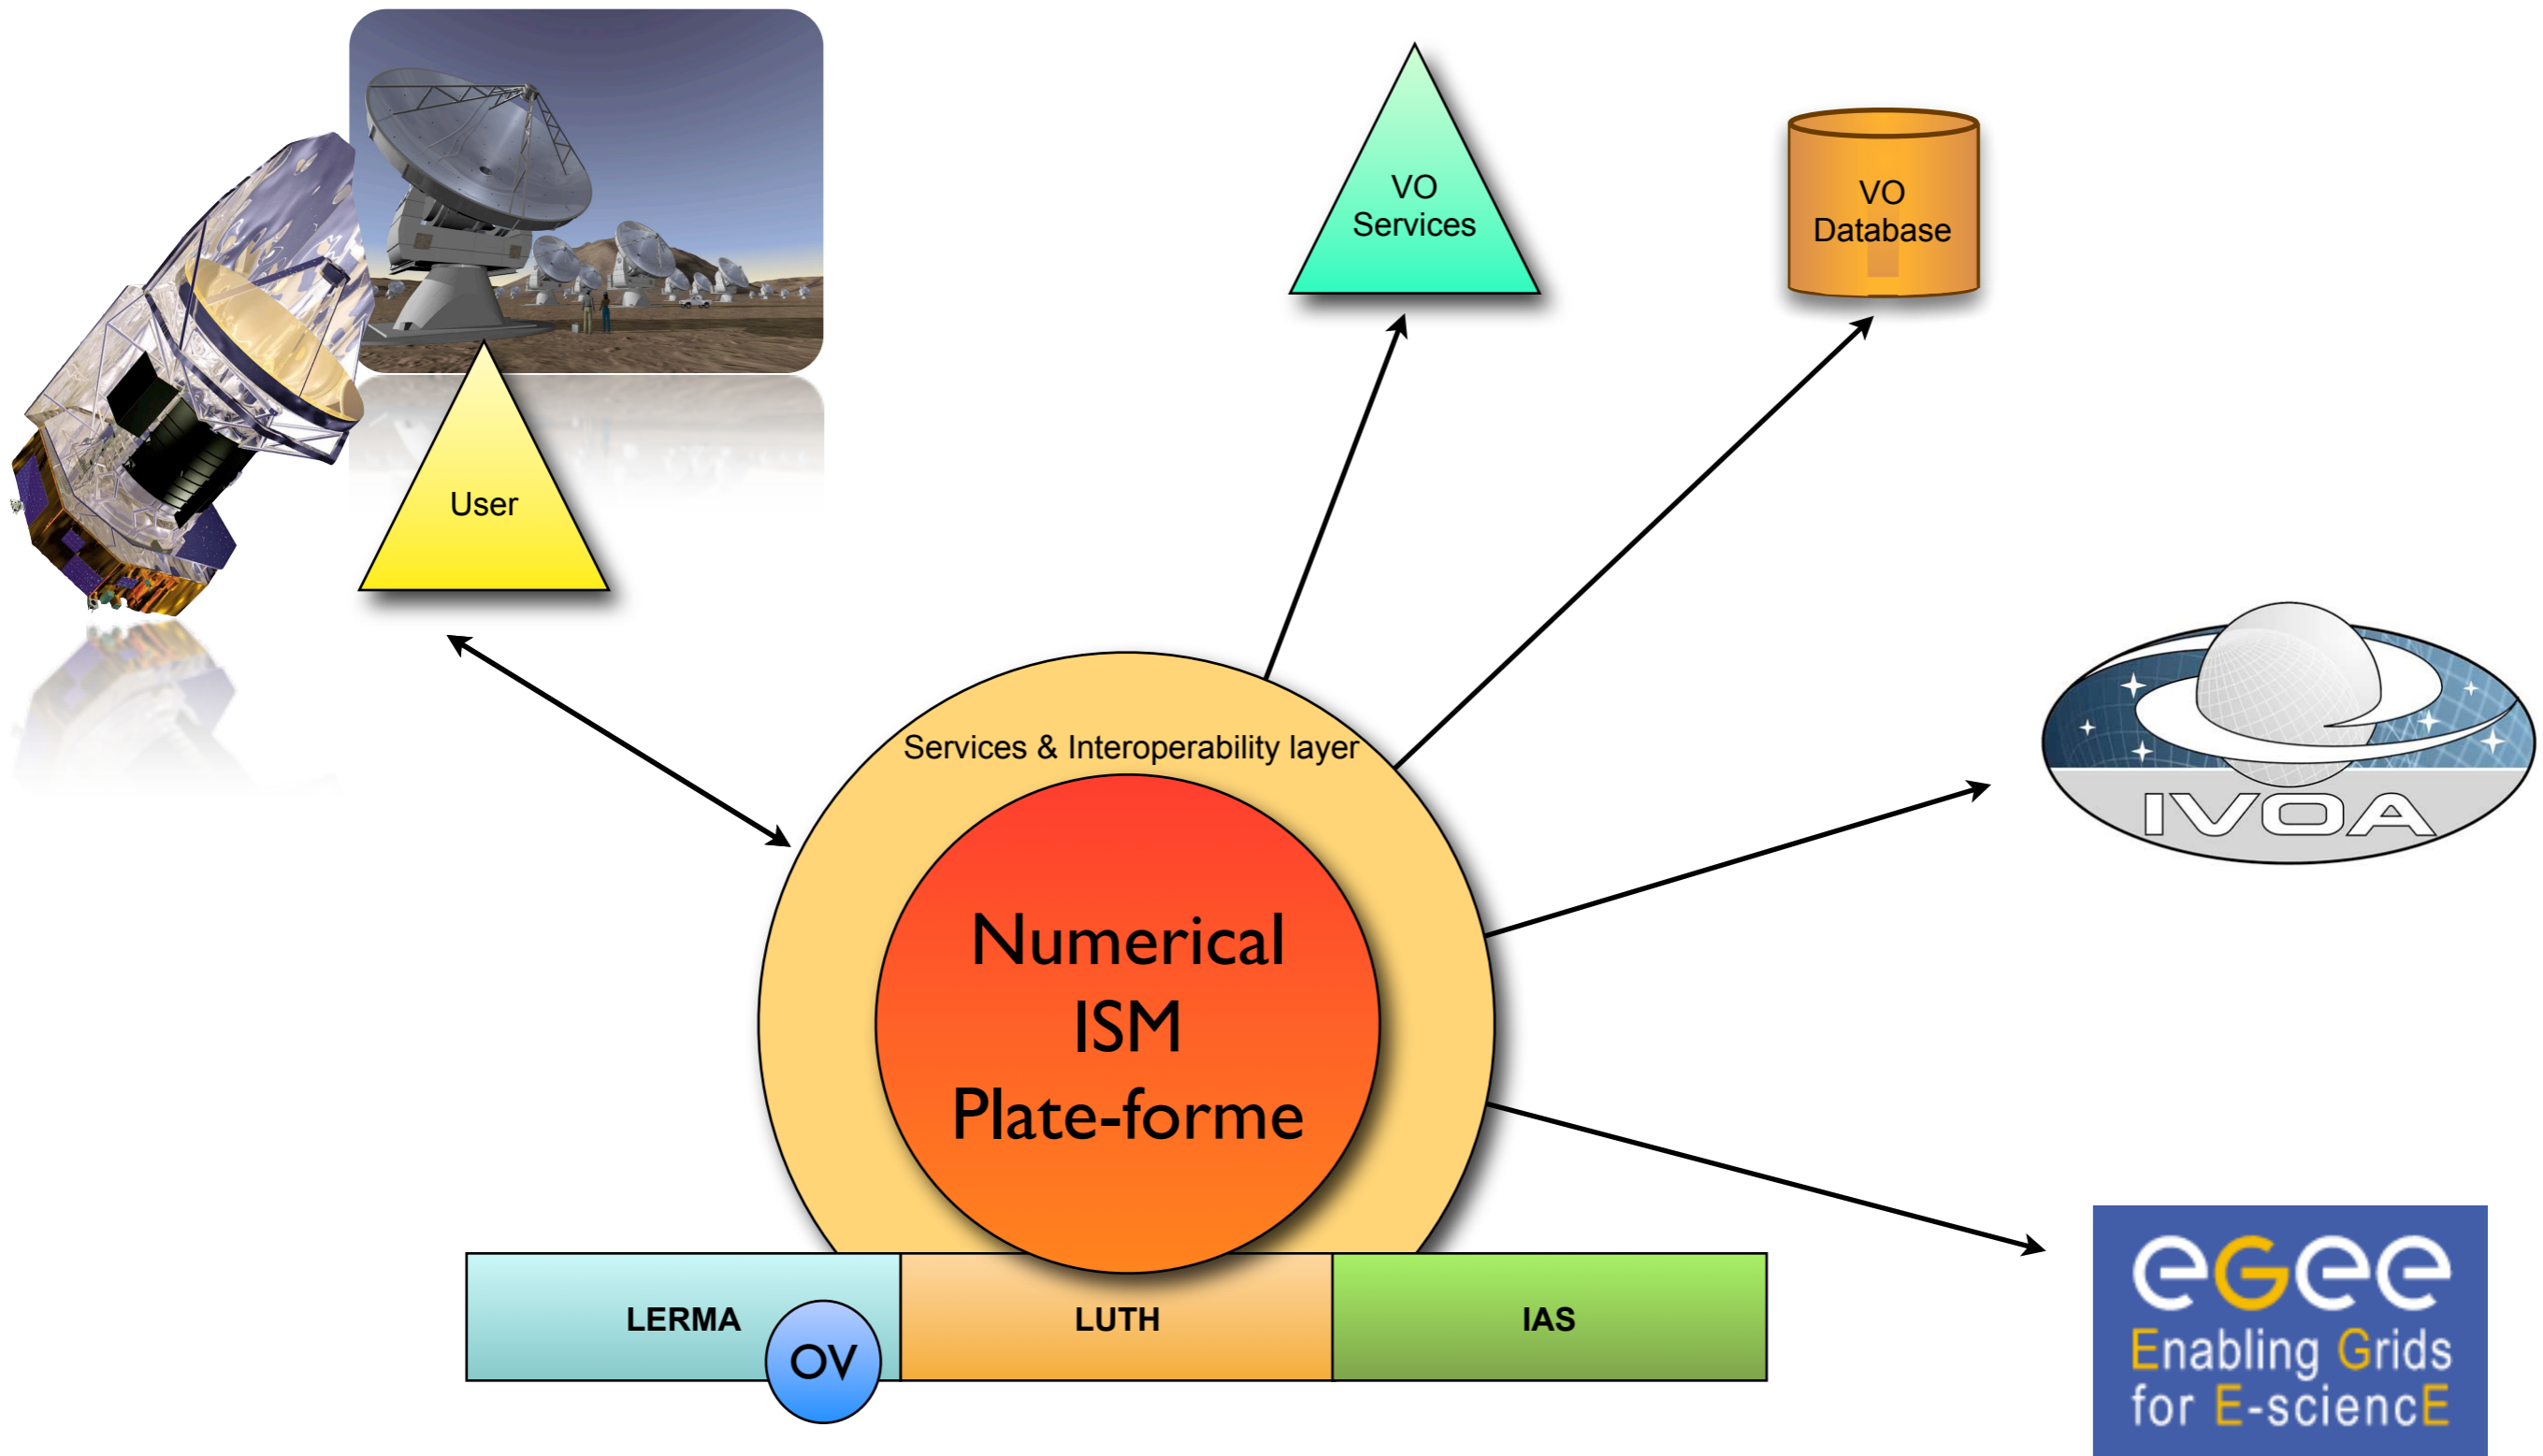 VO
Services
VO
Database
User
Services & Interoperability layer
IVOA
Numerical
ISM
Plate-forme
LERMA
OV
LUTH
IAS
eGee
Enabling Grids
for E-sciencE